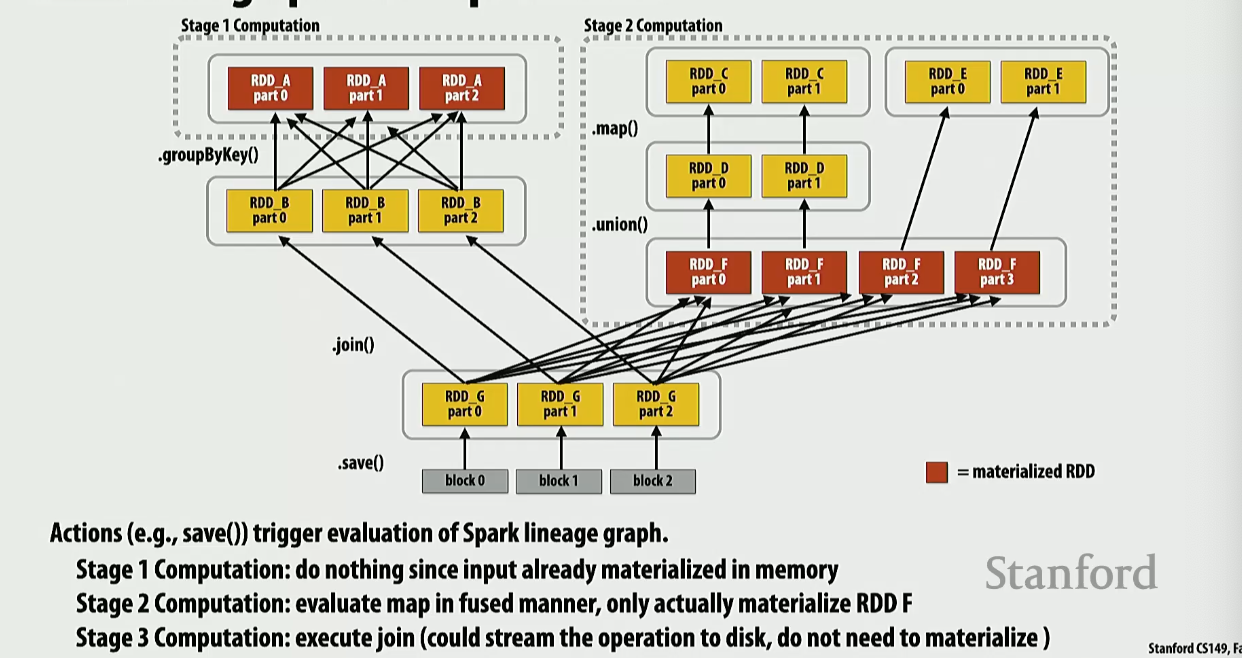 Stage 1 Computation
Stage 2 Computation
RDD_A
part 0
RDD_A
part 1
RDD_A
part 2
RDD_C
part 0
RDD_C
part 1
RDD_E
part 0
RDD_E
part 1
.map()
.groupByKey()
RDD_D
part 0
RDD_D
part 1
RDD_B
part 0
RDD_B
part 1
RDD_B
part 2
.union()
RDD_F
part 0
RDD_F
part 1
RDD_F
part 2
RDD_F
part 3
.join()
RDD_G
part 0
RDD_G
part 1
RDD_G
part 2
.save()
block 0
block 1
block 2
= materialized RDD
Actions (e.g., save()) trigger evaluation of Spark lineage graph.
Stage 1 Computation: do nothing since input already materialized in memory
Stage 2 Computation: evaluate map in fused manner, only actually materialize RDD F
Stage 3 Computation: execute join (could stream the operation to disk, do not need to materialize )
Stanford
Stanford CS149,